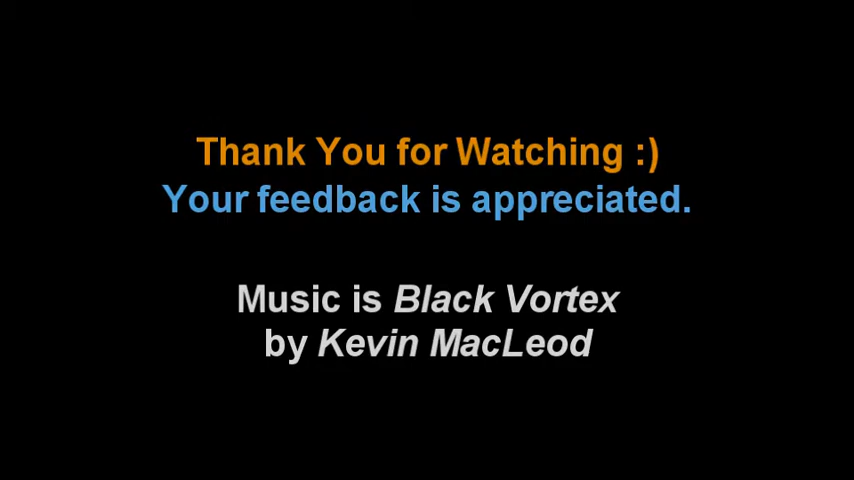 Thank You for Watching :)
Your feedback is appreciated.
Music is Black Vortex
by Kevin MacLeod